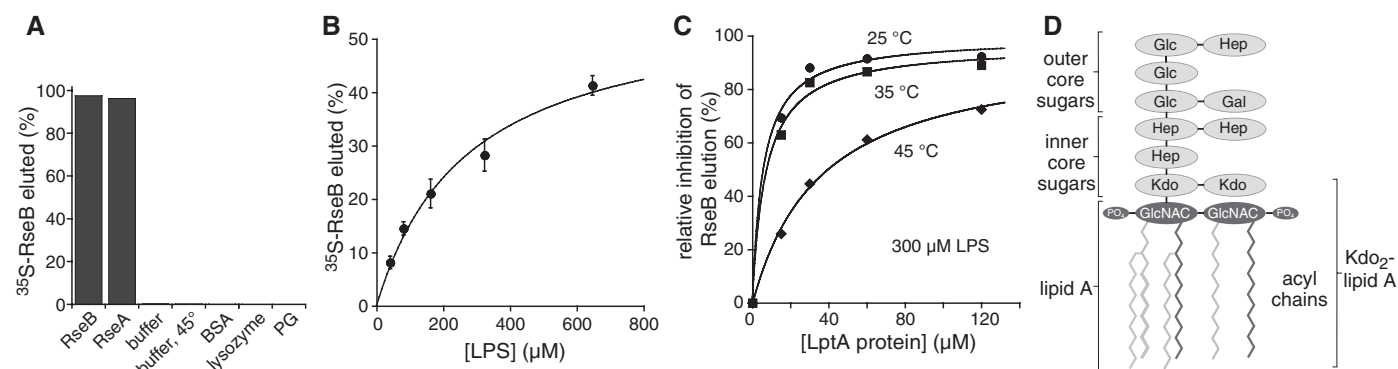 A
³⁵S-RseB eluted (%)
100
80
60
40
20
0
RseB
RseA
buffer
buffer, 45°
BSA
lysozyme
PG
B
³⁵S-RseB eluted (%)
50
40
30
20
10
0
0 200 400 600 800
[LPS] (µM)
C
relative inhibition of
RseB elution (%)
100
80
60
40
20
0
25 °C
35 °C
45 °C
300 µM LPS
0 40 80 120
[LptA protein] (µM)
D
outer
core
sugars
Glc Hep
Glc
Glc Gal
inner
core
sugars
Hep Hep
Hep
Kdo Kdo
PO₄ GlcNAC GlcNAC PO₄
lipid A
acyl
chains
Kdo₂-
lipid A